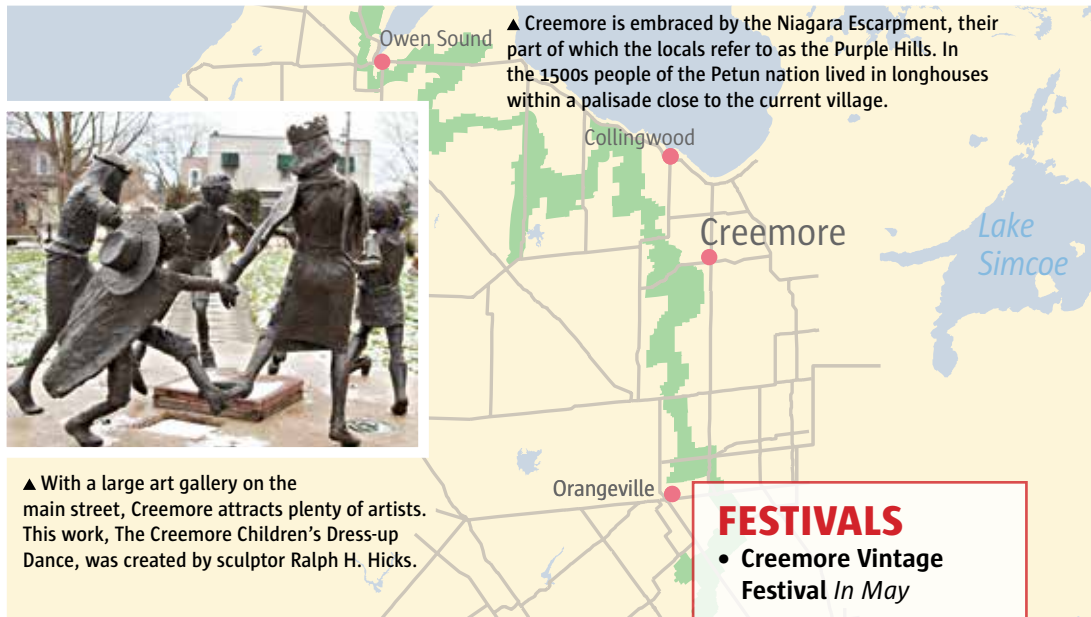 ▲ Creemore is embraced by the Niagara Escarpment, their
part of which the locals refer to as the Purple Hills. In
the 1500s people of the Petun nation lived in longhouses
within a palisade close to the current village.
Owen Sound
Collingwood
Creemore
Lake
Simcoe
Orangeville
▲ With a large art gallery on the
main street, Creemore attracts plenty of artists.
This work, The Creemore Children's Dress-up
Dance, was created by sculptor Ralph H. Hicks.
FESTIVALS
• Creemore Vintage
Festival In May